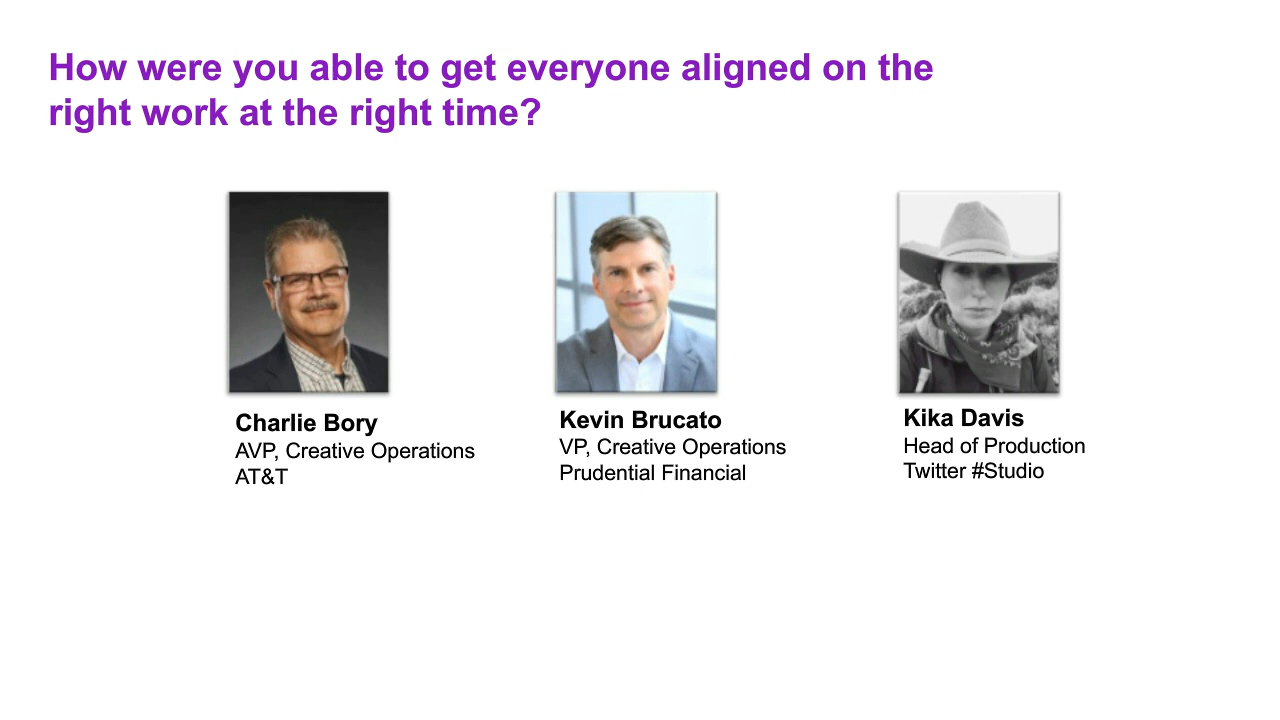 How were you able to get everyone aligned on the
right work at the right time?
Charlie Bory
AVP, Creative Operations
AT&T
Kevin Brucato
VP, Creative Operations
Prudential Financial
Kika Davis
Head of Production
Twitter #Studio